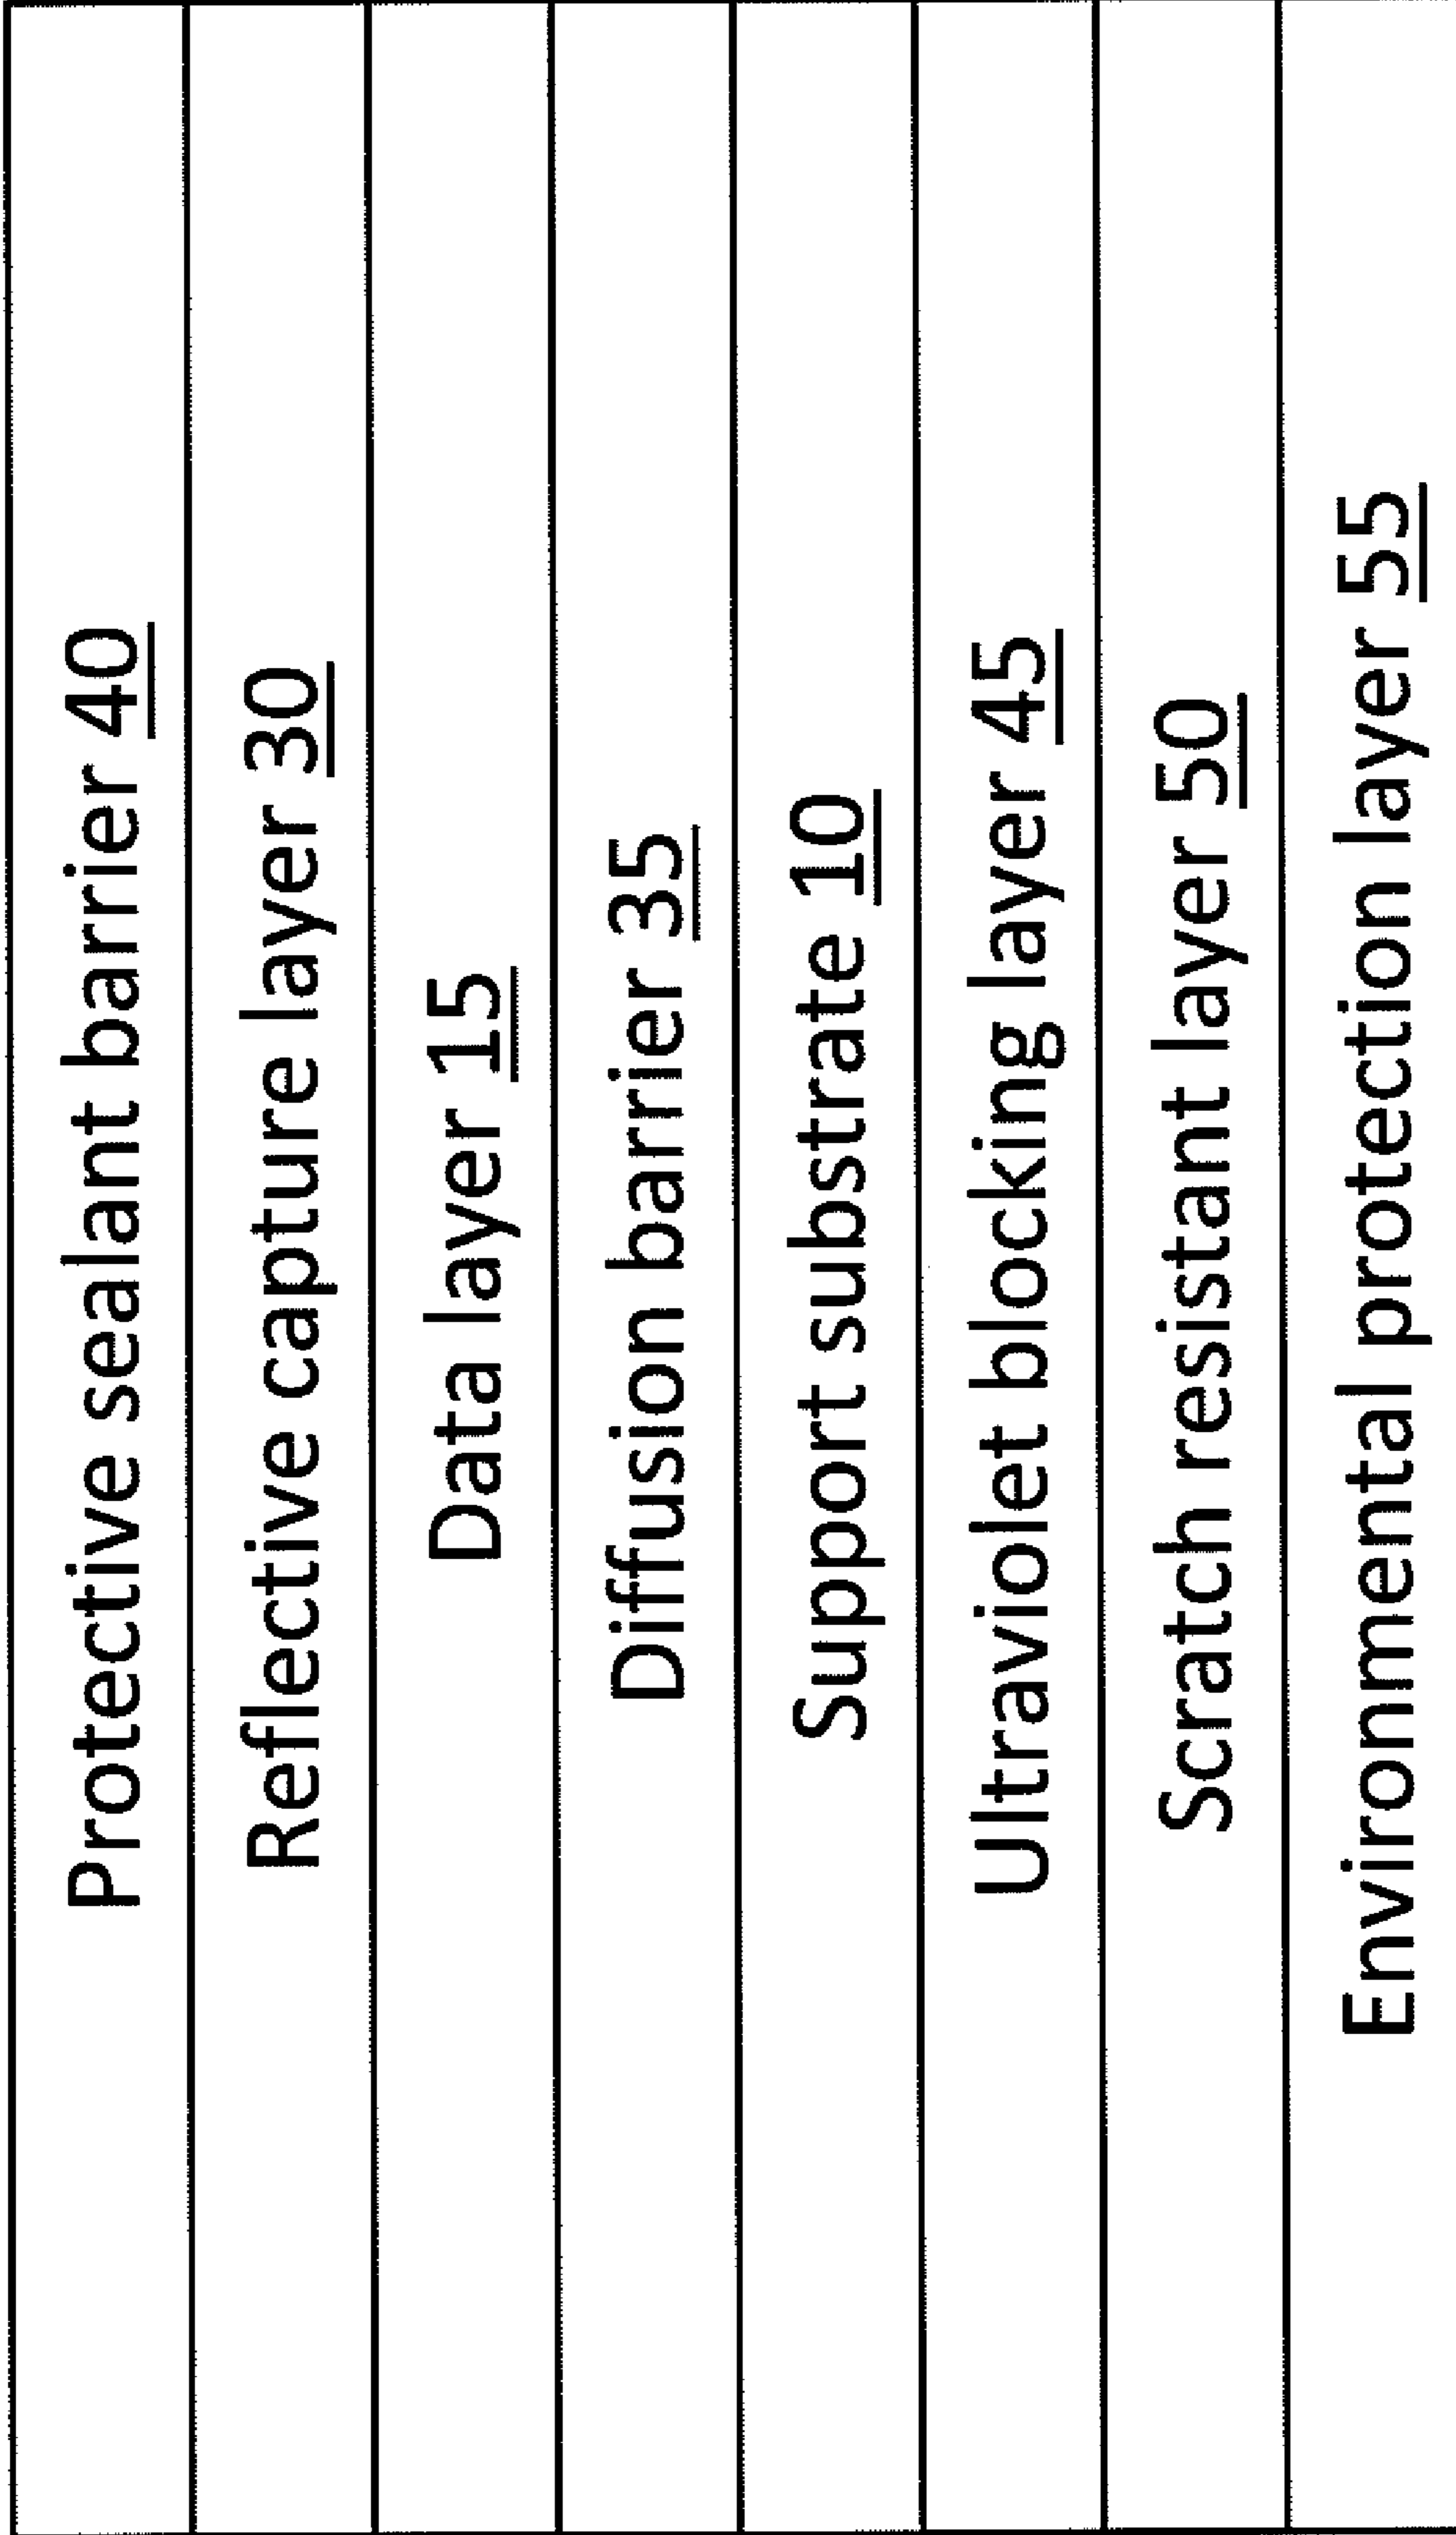 Protective sealant barrier 40
Reflective capture layer 30
Data layer 15
Diffusion barrier 35
Support substrate 10
Ultraviolet blocking layer 45
Scratch resistant layer 50
Environmental protection layer 55